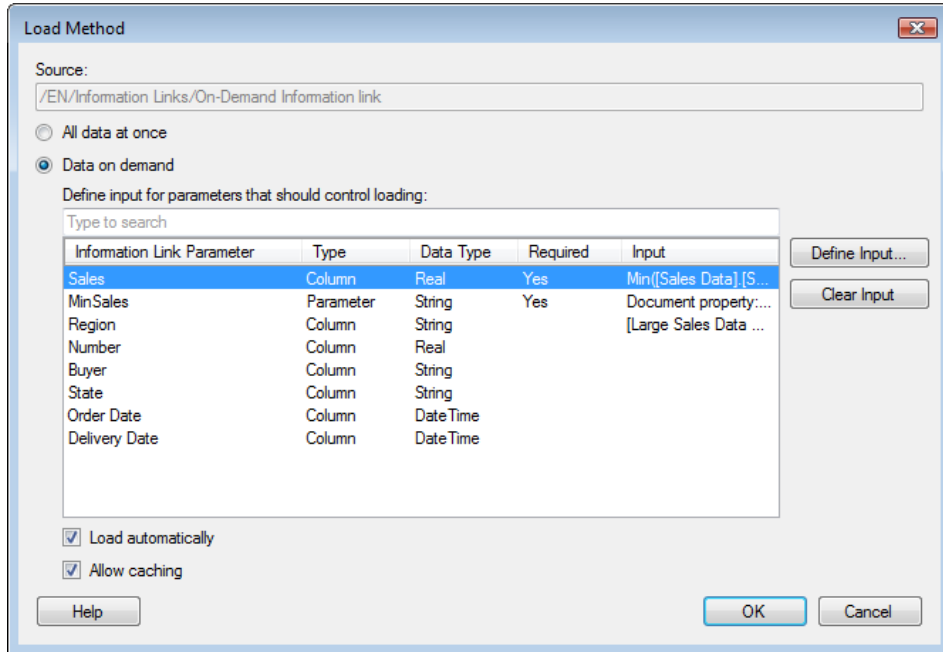 Load Method
Source:
/EN/Information Links/On-Demand Information link
All data at once
Data on demand
Define input for parameters that should control loading:
Type to search
Information Link Parameter Type Data Type Required Input
Sales Column Real Yes Min([Sales Data].[S...
MinSales Parameter String Yes Document property:...
Region Column String [Large Sales Data ...
Number Column Real
Buyer Column String
State Column String
Order Date Column DateTime
Delivery Date Column DateTime
Define Input...
Clear Input
Load automatically
Allow caching
Help OK Cancel